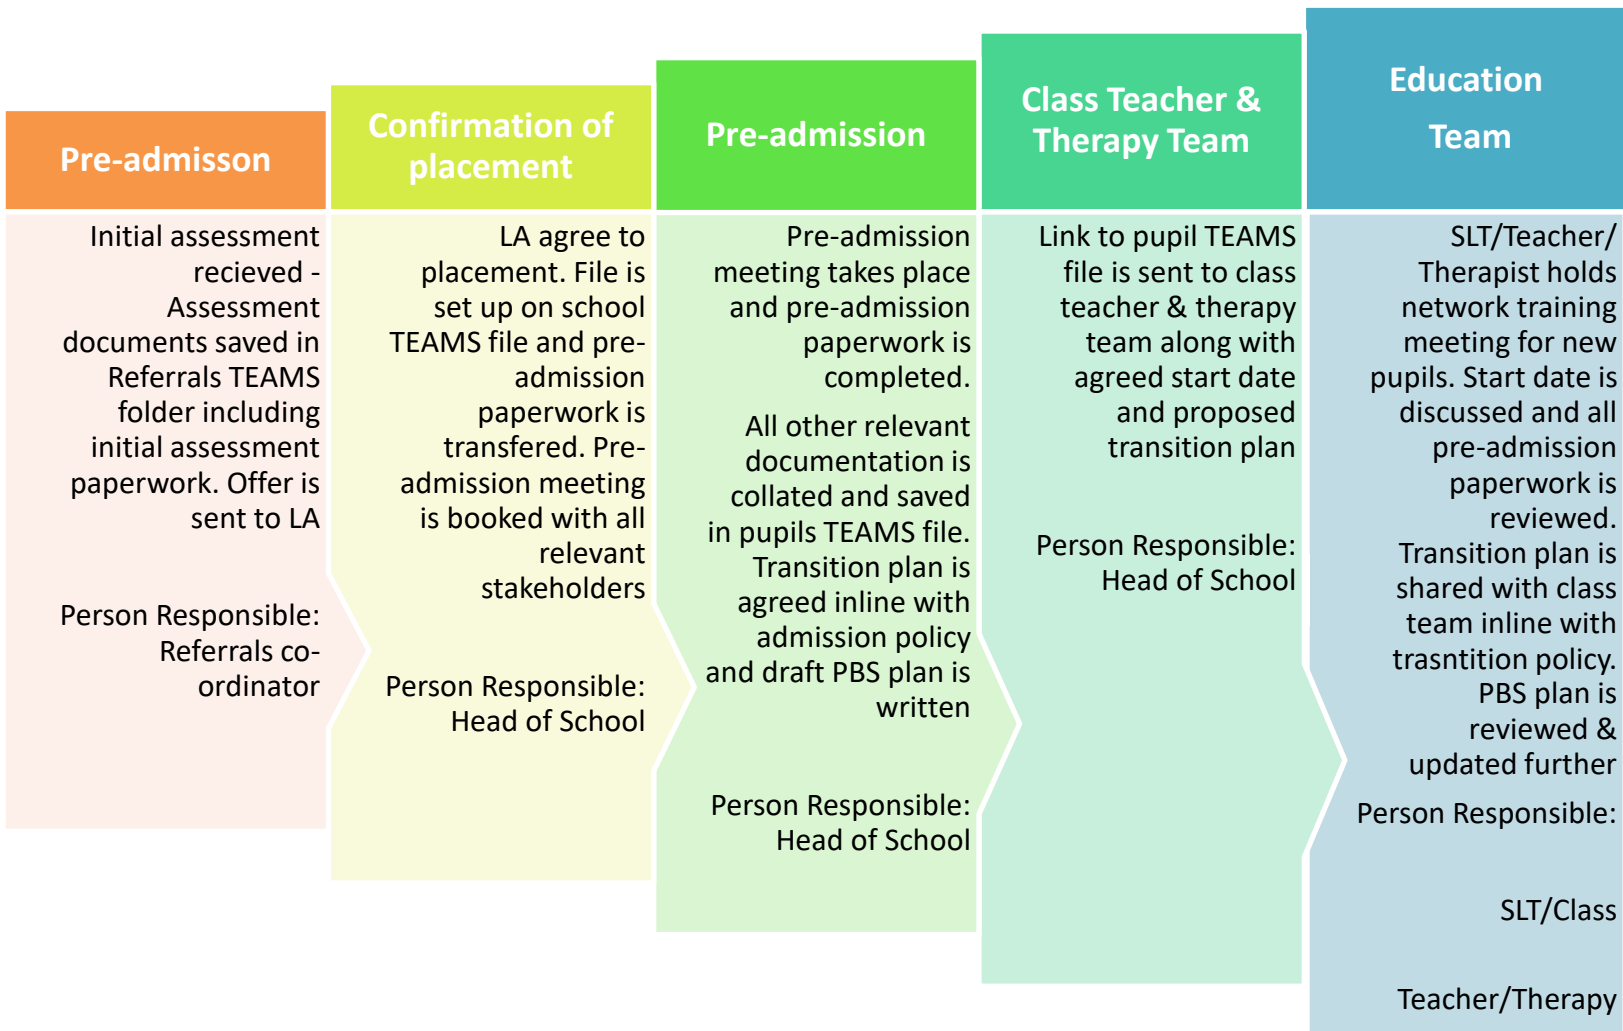 Pre-admisson
Initial assessment
recieved -
Assessment
documents saved in
Referrals TEAMS
folder including
initial assessment
paperwork. Offer is
sent to LA
Person Responsible:
Referrals co-
ordinator
Confirmation of
placement
LA agree to
placement. File is
set up on school
TEAMS file and pre-
admission
paperwork is
transfered. Pre-
admission meeting
is booked with all
relevant
stakeholders
Person Responsible:
Head of School
Pre-admission
Pre-admission
meeting takes place
and pre-admission
paperwork is
completed.
All other relevant
documentation is
collated and saved
in pupils TEAMS file.
Transition plan is
agreed inline with
admission policy
and draft PBS plan is
written
Person Responsible:
Head of School
Class Teacher &
Therapy Team
Link to pupil TEAMS
file is sent to class
teacher & therapy
team along with
agreed start date
and proposed
transition plan
Person Responsible:
Head of School
Education
Team
SLT/Teacher/
Therapist holds
network training
meeting for new
pupils. Start date is
discussed and all
pre-admission
paperwork is
reviewed.
Transition plan is
shared with class
team inline with
trasntition policy.
PBS plan is
reviewed &
updated further
Person Responsible:
SLT/Class
Teacher/Therapy